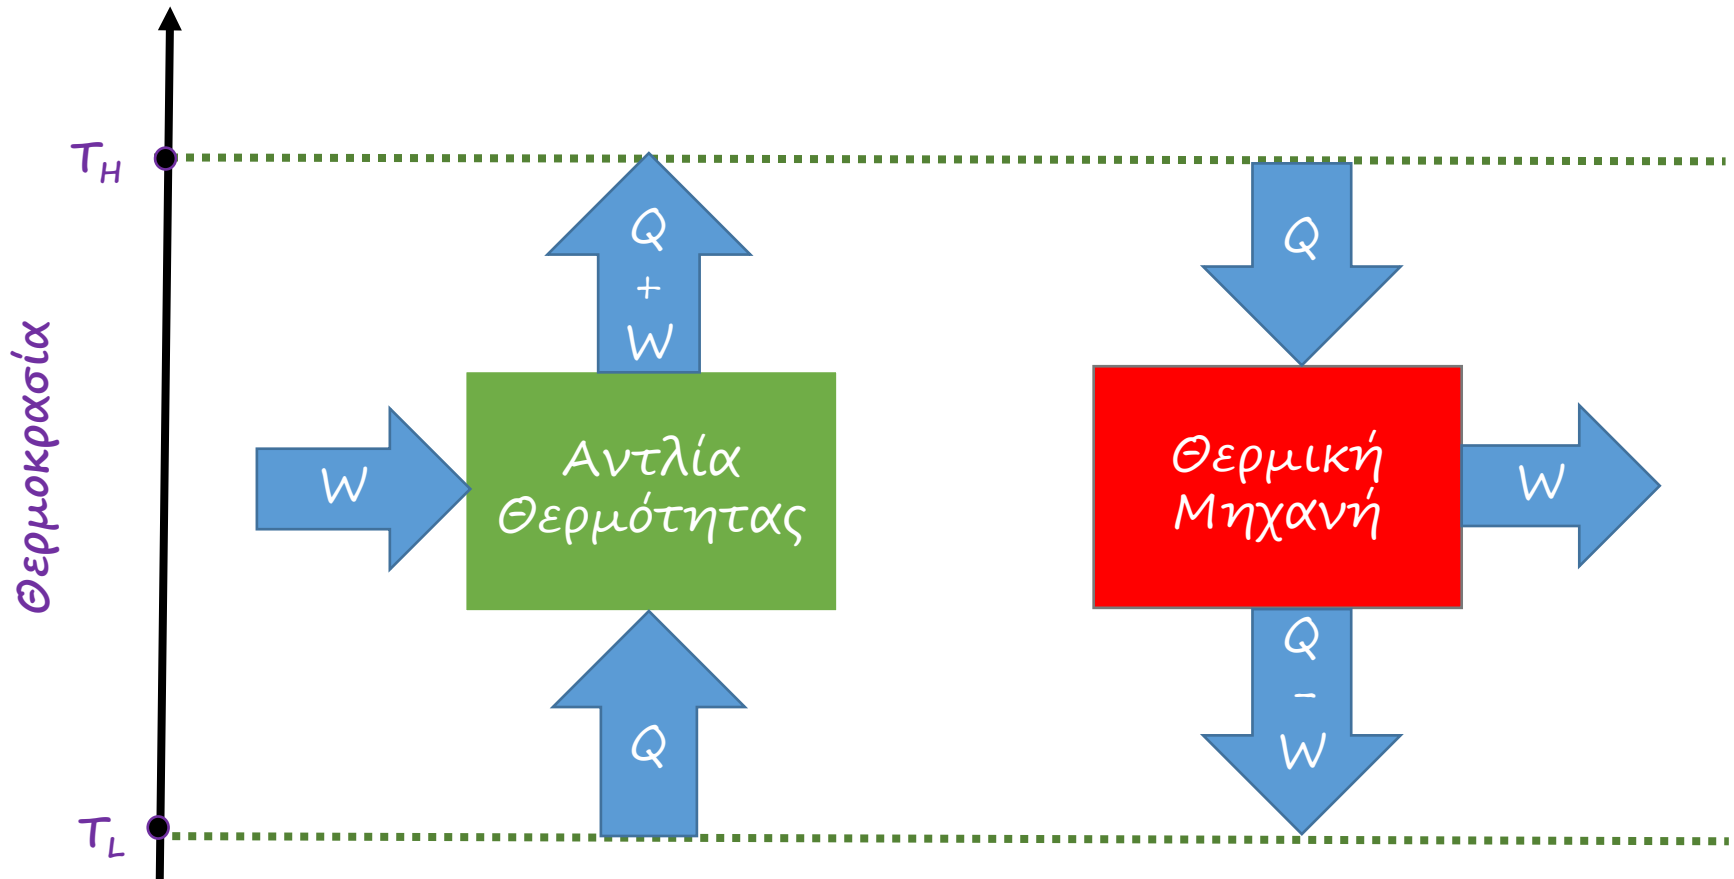 Θερμοκρασία
T_H
T_L
W
Q
+
W
Αντλία
Θερμότητας
Q
Q
Θερμική
Μηχανή
W
Q
-
W